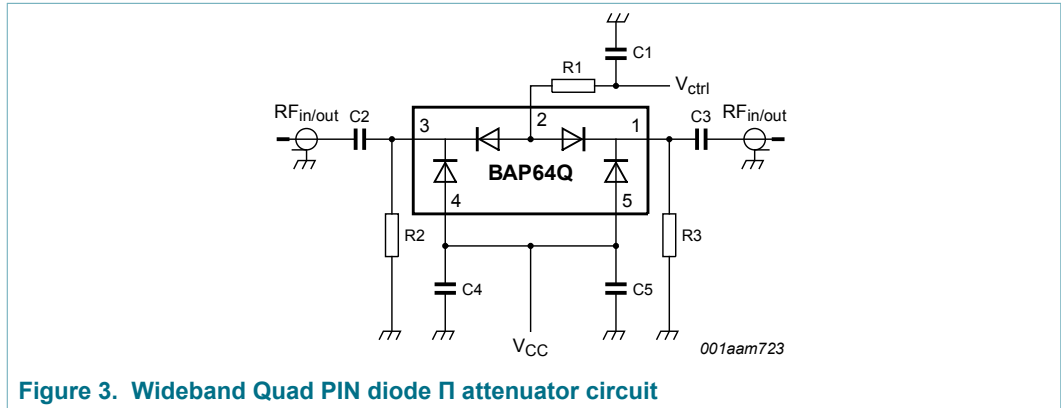 C1
R1
V_ctrl
RF_in/out
C2
C3
RF_in/out
3
2
1
BAP64Q
4
5
R2
R3
C4
C5
V_CC
001aam723
Figure 3. Wideband Quad PIN diode Π attenuator circuit